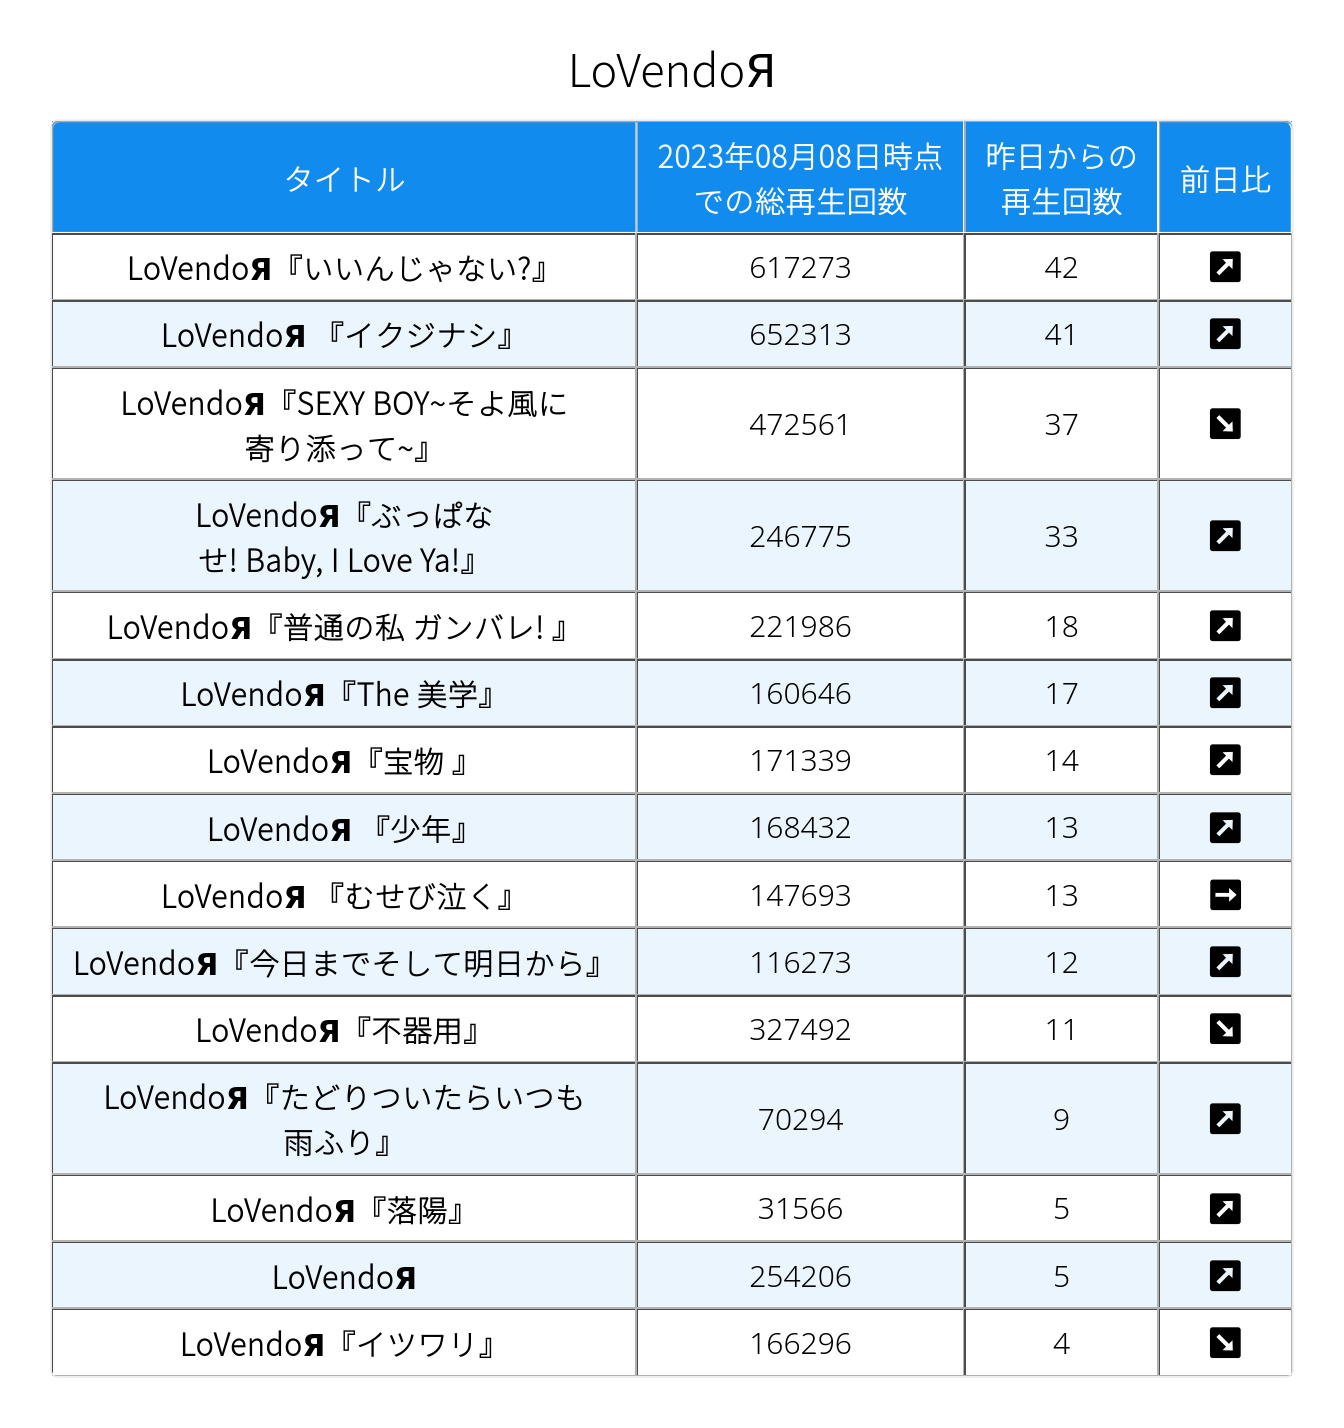 LoVendoЯ
タイトル
2023年08月08日時点
での総再生回数
昨日からの
再生回数
前日比
LoVendoЯ『いいんじゃない?』
617273
42
↗
LoVendoЯ 『イクジナシ』
652313
41
↗
LoVendoЯ『SEXY BOY~そよ風に
寄り添って~』
472561
37
↘
LoVendoЯ『ぶっぱな
せ! Baby, I Love Ya!』
246775
33
↗
LoVendoЯ『普通の私 ガンバレ! 』
221986
18
↗
LoVendoЯ『The 美学』
160646
17
↗
LoVendoЯ『宝物 』
171339
14
↗
LoVendoЯ 『少年』
168432
13
↗
LoVendoЯ 『むせび泣く』
147693
13
→
LoVendoЯ『今日までそして明日から』
116273
12
↗
LoVendoЯ『不器用』
327492
11
↘
LoVendoЯ『たどりついたらいつも
雨ふり』
70294
9
↗
LoVendoЯ『落陽』
31566
5
↗
LoVendoЯ
254206
5
↗
LoVendoЯ『イツワリ』
166296
4
↘